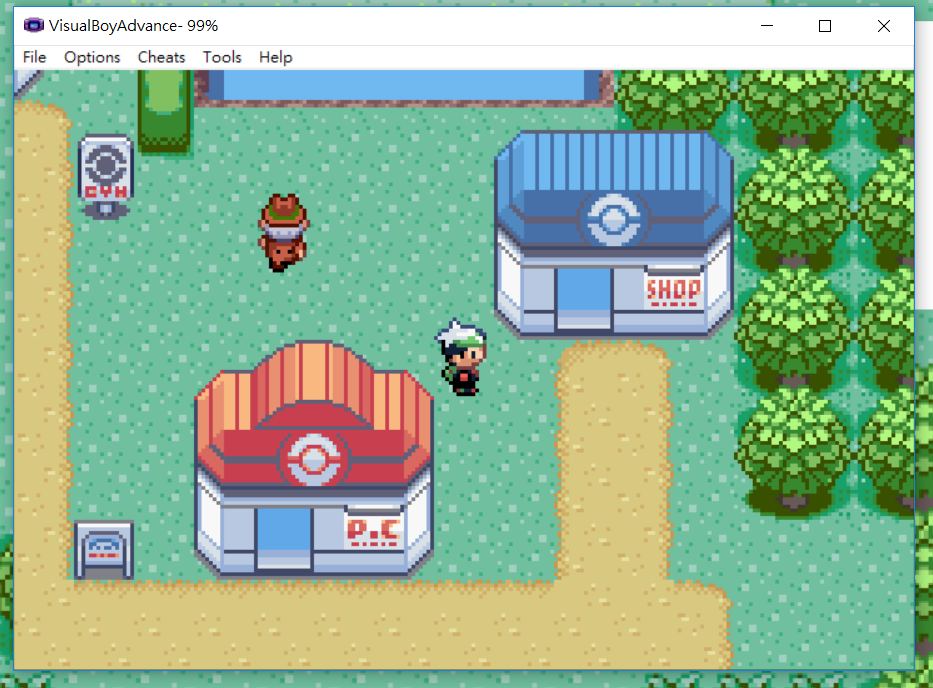 VisualBoyAdvance- 99%
File Options Cheats Tools Help
GYM
SHOP
P.C